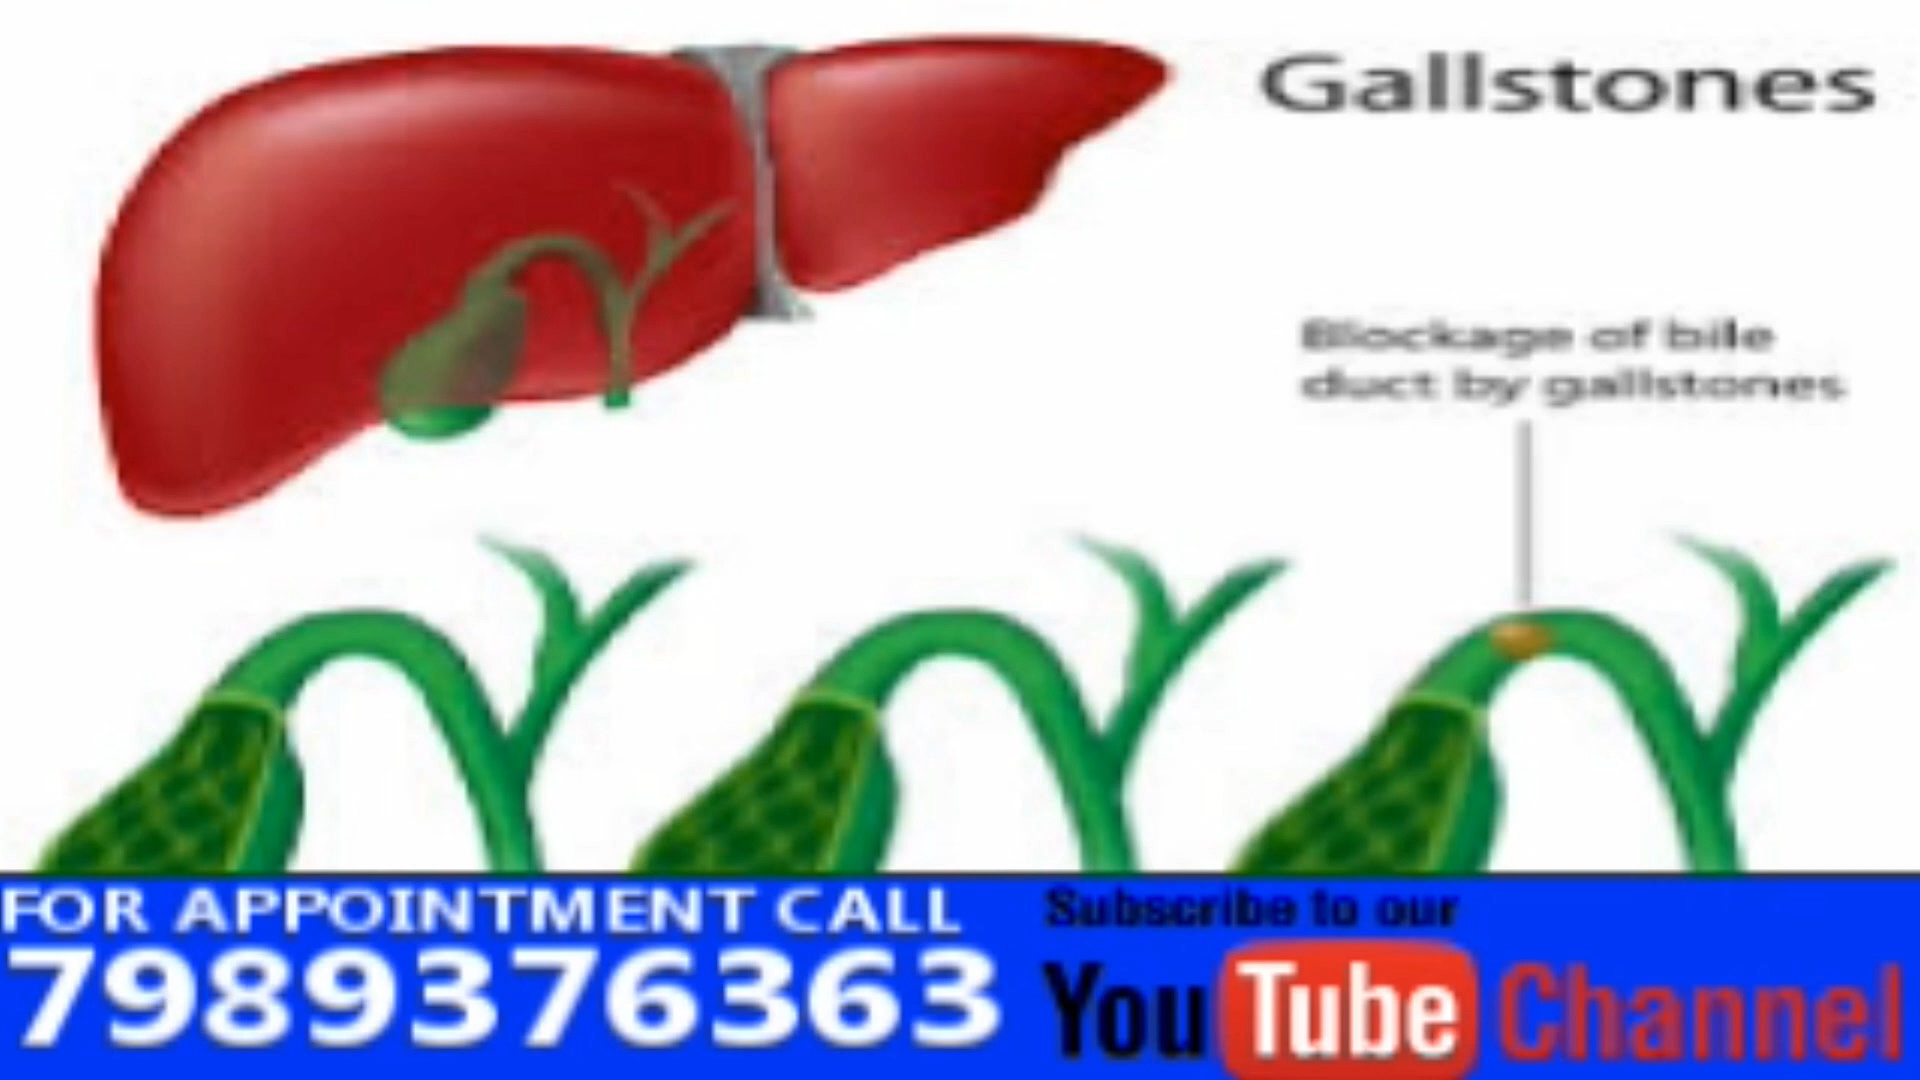 Gallstones
Blockage of bile
duct by gallstones
FOR APPOINTMENT CALL
7989376363
Subscribe to our
YouTube Channel